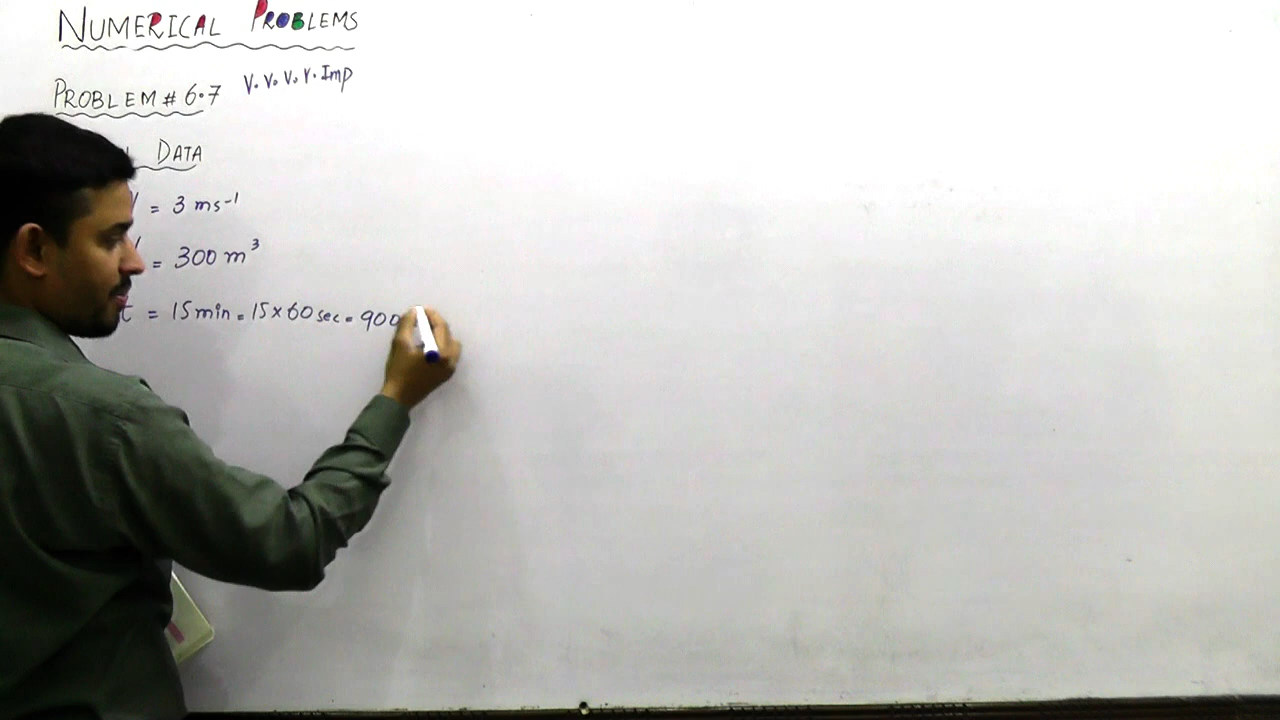 NUMERICAL PROBLEMS
PROBLEM # 6.7 V. V. V. V. Imp
DATA
= 3 ms⁻¹
= 300 m³
t = 15 min = 15 × 60 sec = 900